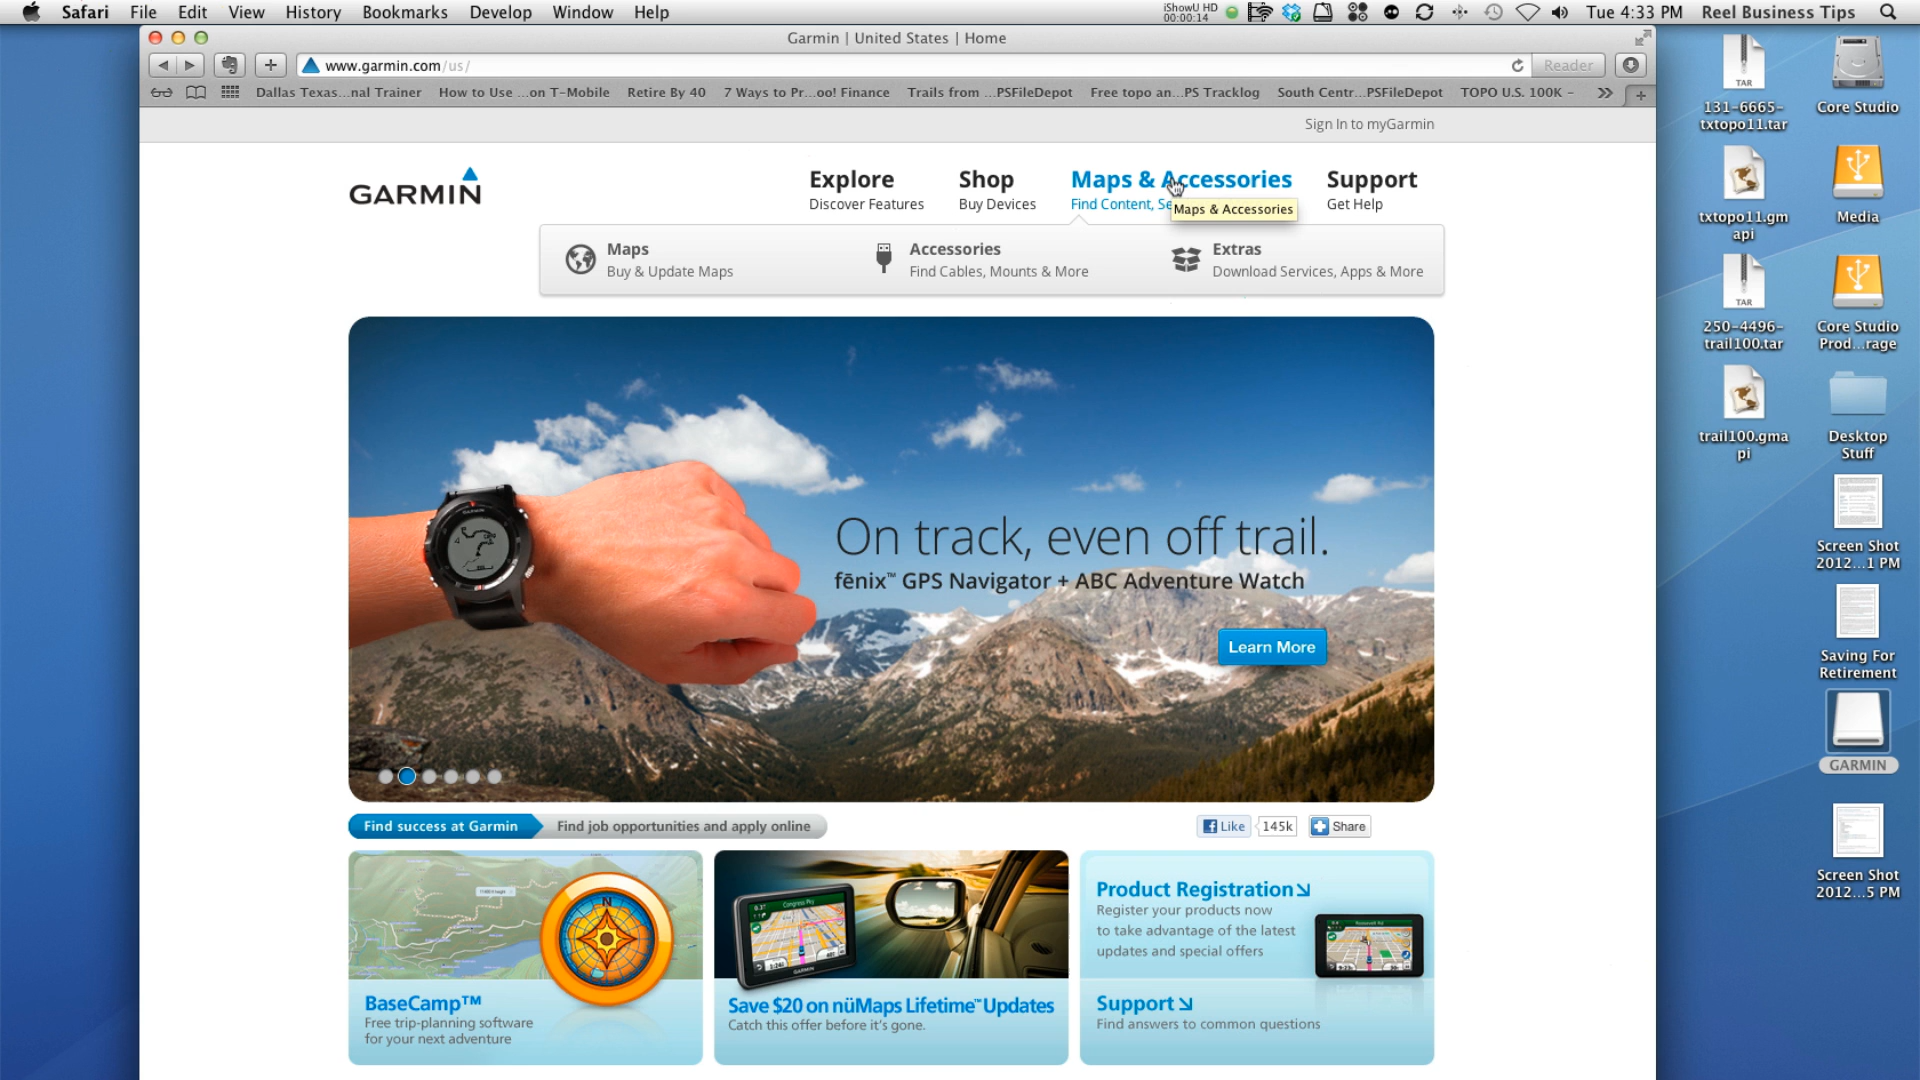 Safari File Edit View History Bookmarks Develop Window Help
iShowU HD
00:00:14
Tue 4:33 PM Reel Business Tips
Garmin | United States | Home
www.garmin.com/us/
Reader
Dallas Texas...nal Trainer How to Use ...on T-Mobile Retire By 40 7 Ways to Pr...oo! Finance Trails from ...PSFileDepot Free topo an...PS Tracklog South Centr...PSFileDepot TOPO U.S. 100K –
Sign In to myGarmin
GARMIN
Explore
Discover Features
Shop
Buy Devices
Maps & Accessories
Find Content, Se
Maps & Accessories
Support
Get Help
Maps
Buy & Update Maps
Accessories
Find Cables, Mounts & More
Extras
Download Services, Apps & More
On track, even off trail.
fēnix™ GPS Navigator + ABC Adventure Watch
Learn More
Find success at Garmin
Find job opportunities and apply online
Like 145k
Share
BaseCamp™
Free trip-planning software
for your next adventure
Save $20 on nüMaps Lifetime™ Updates
Catch this offer before it's gone.
Product Registration
Register your products now
to take advantage of the latest
updates and special offers
Support
Find answers to common questions
TAR
131-6665-
txtopo11.tar
Core Studio
txtopo11.gm
api
Media
TAR
250-4496-
trail100.tar
Core Studio
Prod...rage
trail100.gma
pi
Desktop
Stuff
Screen Shot
2012...1 PM
Saving For
Retirement
GARMIN
Screen Shot
2012...5 PM